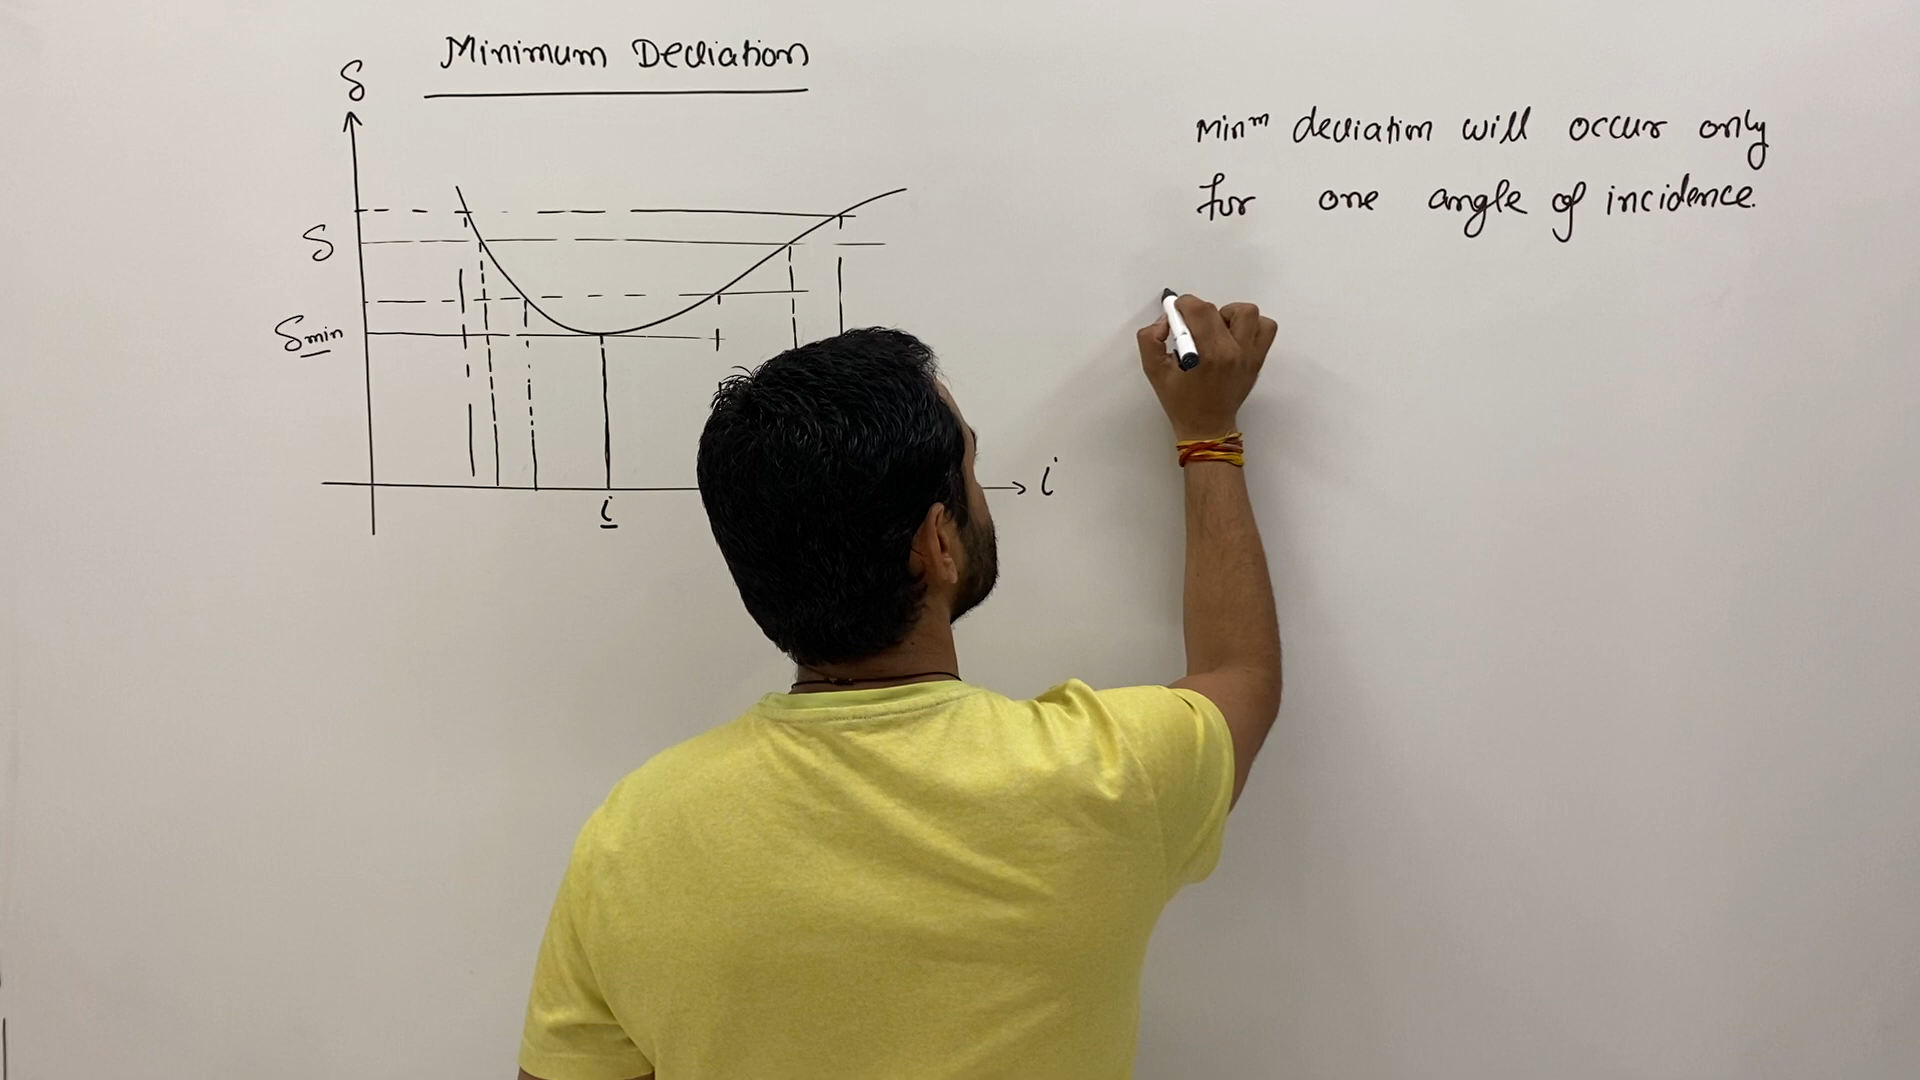 Minimum Deviation
δ
δ
δmin
i
i
Minᵐ deviation will occur only
for one angle of incidence.